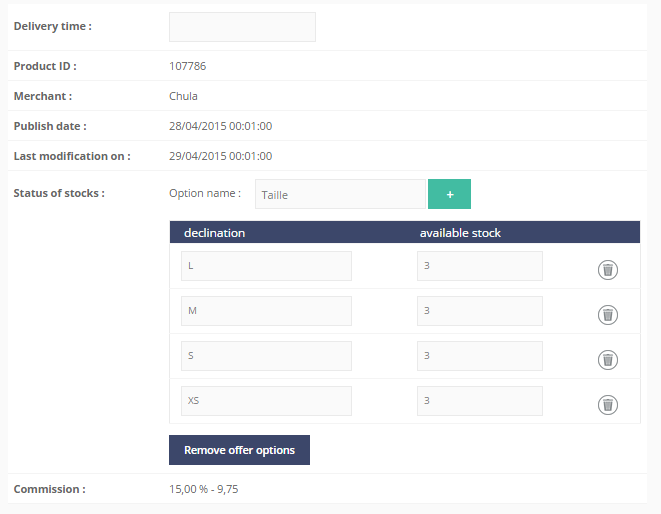 Delivery time :
Product ID : 107786
Merchant : Chula
Publish date : 28/04/2015 00:01:00
Last modification on : 29/04/2015 00:01:00
Status of stocks : Option name : Taille +
declination available stock
L 3
M 3
S 3
XS 3
Remove offer options
Commission : 15,00 % - 9,75